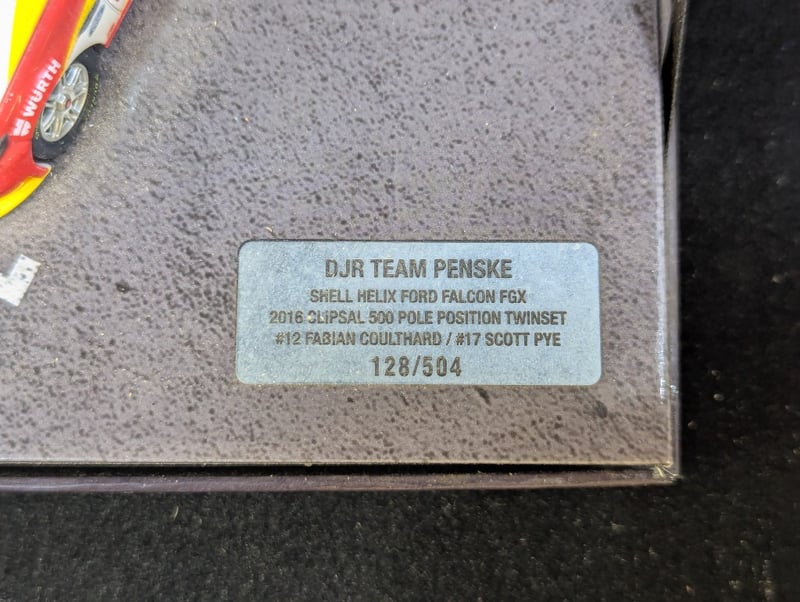 WÜRTH
DJR TEAM PENSKE
SHELL HELIX FORD FALCON FGX
2016 CLIPSAL 500 POLE POSITION TWINSET
#12 FABIAN COULTHARD / #17 SCOTT PYE
128/504